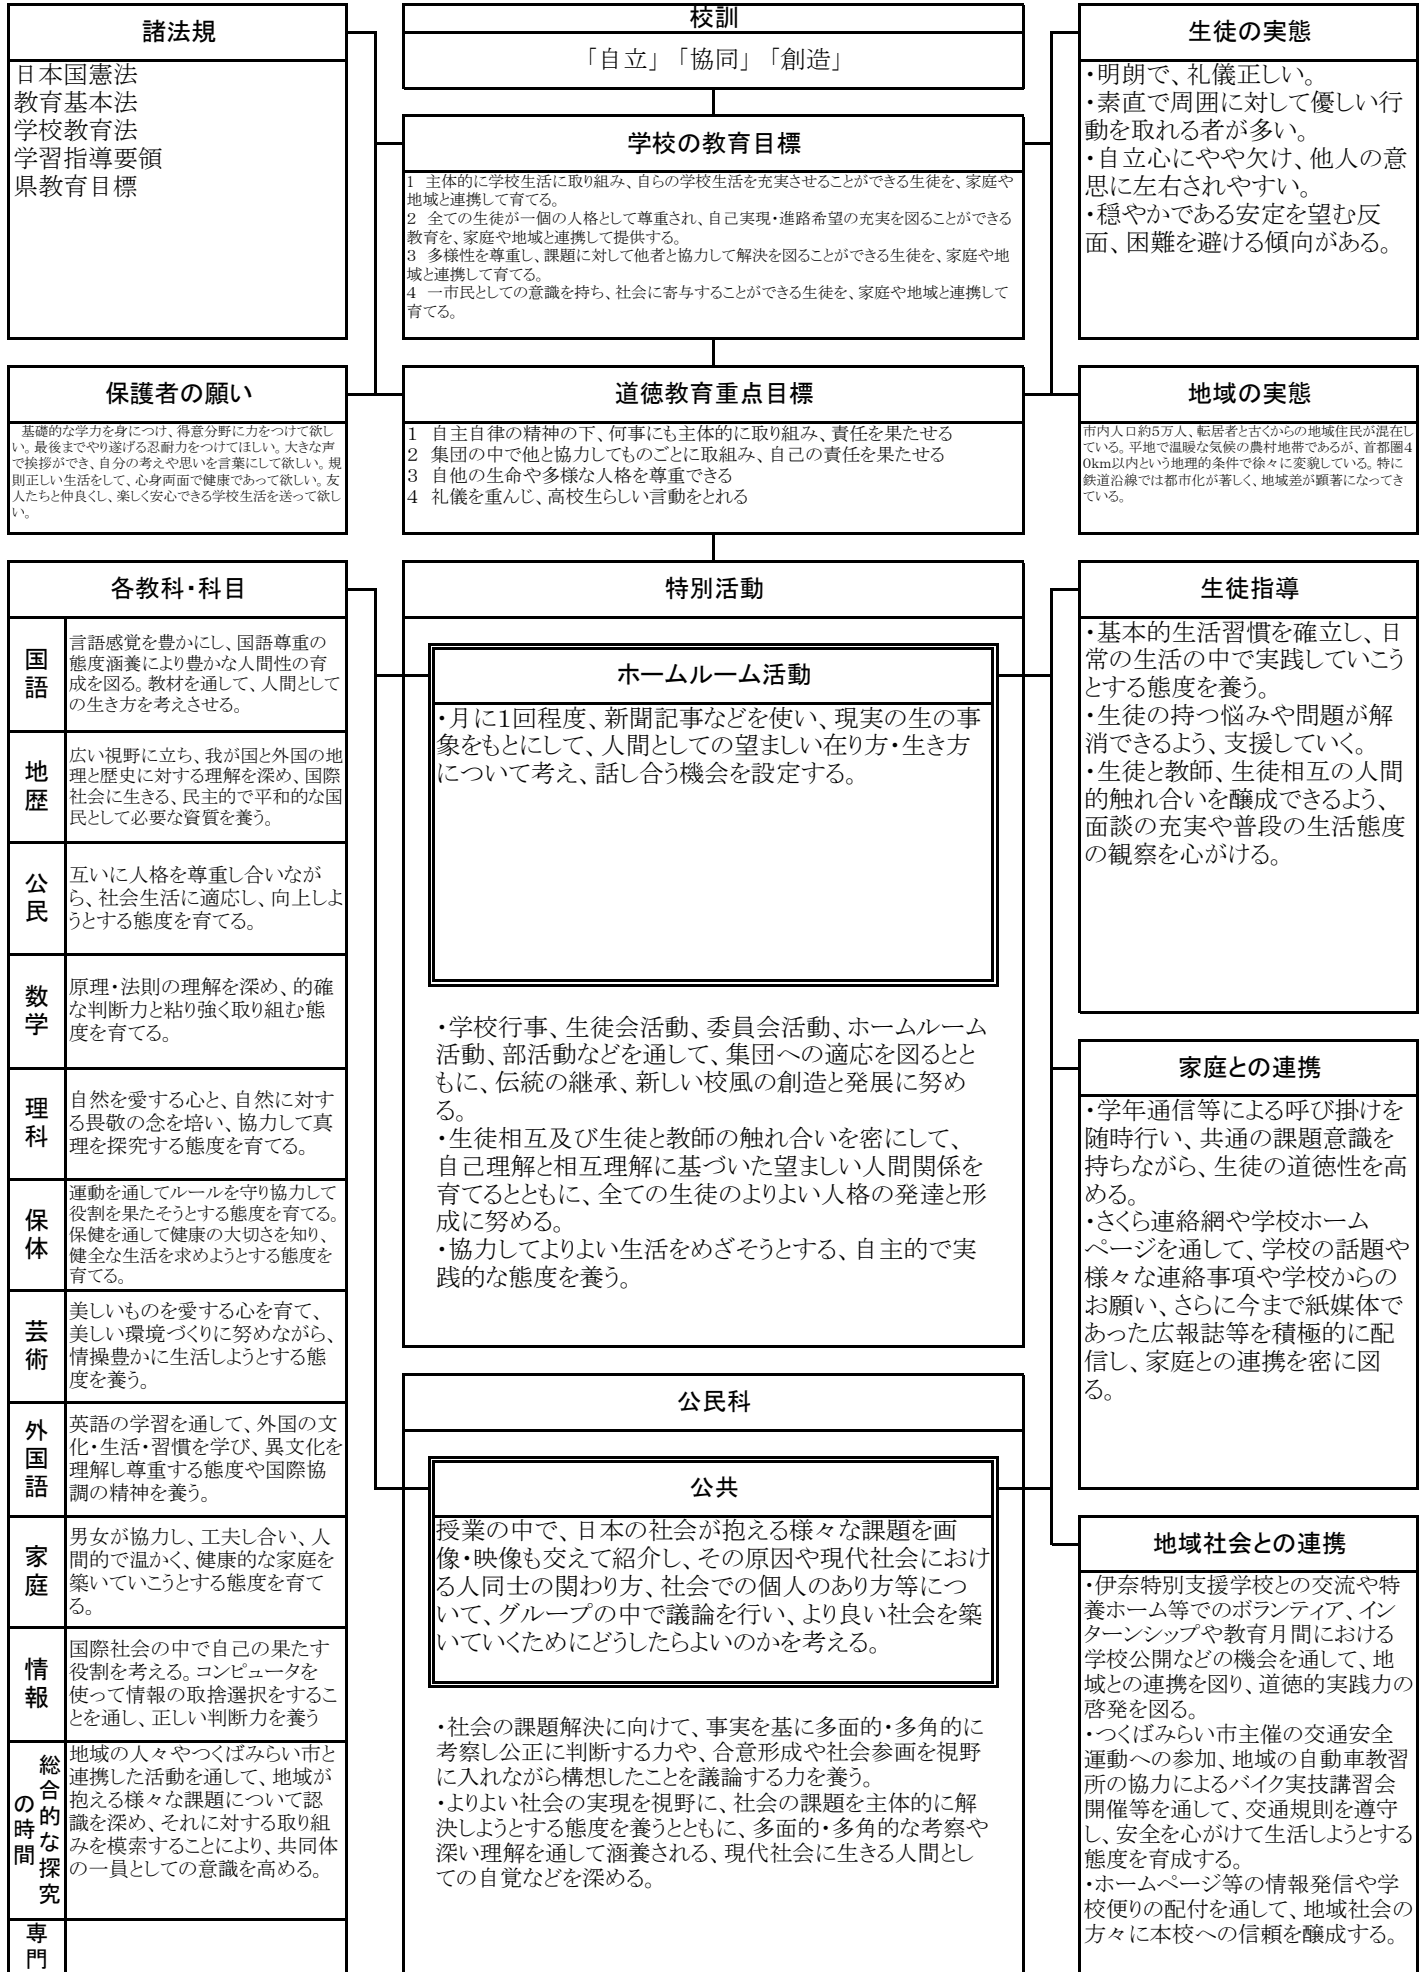 諸法規
日本国憲法
教育基本法
学校教育法
学習指導要領
県教育目標
校訓
「自立」「協同」「創造」
生徒の実態
・明朗で、礼儀正しい。
・素直で周囲に対して優しい行
動を取れる者が多い。
・自立心にやや欠け、他人の意
思に左右されやすい。
・穏やかである安定を望む反
面、困難を避ける傾向がある。
学校の教育目標
1 主体的に学校生活に取り組み、自らの学校生活を充実させることができる生徒を、家庭や
地域と連携して育てる。
2 全ての生徒が一個の人格として尊重され、自己実現・進路希望の充実を図ることができる
教育を、家庭や地域と連携して提供する。
3 多様性を尊重し、課題に対して他者と協力して解決を図ることができる生徒を、家庭や地
域と連携して育てる。
4 一市民としての意識を持ち、社会に寄与することができる生徒を、家庭や地域と連携して
育てる。
保護者の願い
基礎的な学力を身につけ、得意分野に力をつけて欲し
い。最後までやり遂げる忍耐力をつけてほしい。大きな声
で挨拶ができ、自分の考えや思いを言葉にして欲しい。規
則正しい生活をして、心身両面で健康であって欲しい。友
人たちと仲良くし、楽しく安心できる学校生活を送って欲し
い。
道徳教育重点目標
1 自主自律の精神の下、何事にも主体的に取り組み、責任を果たせる
2 集団の中で他と協力してものごとに取組み、自己の責任を果たせる
3 自他の生命や多様な人格を尊重できる
4 礼儀を重んじ、高校生らしい言動をとれる
地域の実態
市内人口約5万人、転居者と古くからの地域住民が混在し
ている。平地で温暖な気候の農村地帯であるが、首都圏4
0km以内という地理的条件で徐々に変貌している。特に
鉄道沿線では都市化が著しく、地域差が顕著になってき
ている。
各教科・科目
国語
言語感覚を豊かにし、国語尊重の
態度涵養により豊かな人間性の育
成を図る。教材を通して、人間として
の生き方を考えさせる。
地歴
広い視野に立ち、我が国と外国の地
理と歴史に対する理解を深め、国際
社会に生きる、民主的で平和的な国
民として必要な資質を養う。
公民
互いに人格を尊重し合いなが
ら、社会生活に適応し、向上しよ
うとする態度を育てる。
数学
原理・法則の理解を深め、的確
な判断力と粘り強く取り組む態
度を育てる。
理科
自然を愛する心と、自然に対す
る畏敬の念を培い、協力して真
理を探究する態度を育てる。
保体
運動を通してルールを守り協力して
役割を果たそうとする態度を育てる。
保健を通して健康の大切さを知り、
健全な生活を求めようとする態度を
育てる。
芸術
美しいものを愛する心を育て、
美しい環境づくりに努めながら、
情操豊かに生活しようとする態
度を養う。
外国語
英語の学習を通して、外国の文
化・生活・習慣を学び、異文化を
理解し尊重する態度や国際協
調の精神を養う。
家庭
男女が協力し、工夫し合い、人
間的で温かく、健康的な家庭を
築いていこうとする態度を育て
る。
情報
国際社会の中で自己の果たす
役割を考える。コンピュータを
使って情報の取捨選択をするこ
とを通し、正しい判断力を養う
総合的な探究
の時間
地域の人々やつくばみらい市と
連携した活動を通して、地域が
抱える様々な課題について認
識を深め、それに対する取り組
みを模索することにより、共同体
の一員としての意識を高める。
専門
特別活動
ホームルーム活動
・月に1回程度、新聞記事などを使い、現実の生の事
象をもとにして、人間としての望ましい在り方・生き方
について考え、話し合う機会を設定する。
・学校行事、生徒会活動、委員会活動、ホームルーム
活動、部活動などを通して、集団への適応を図るとと
もに、伝統の継承、新しい校風の創造と発展に努め
る。
・生徒相互及び生徒と教師の触れ合いを密にして、
自己理解と相互理解に基づいた望ましい人間関係を
育てるとともに、全ての生徒のよりよい人格の発達と形
成に努める。
・協力してよりよい生活をめざそうとする、自主的で実
践的な態度を養う。
公民科
公共
授業の中で、日本の社会が抱える様々な課題を画
像・映像も交えて紹介し、その原因や現代社会におけ
る人同士の関わり方、社会での個人のあり方等につ
いて、グループの中で議論を行い、より良い社会を築
いていくためにどうしたらよいのかを考える。
・社会の課題解決に向けて、事実を基に多面的・多角的に
考察し公正に判断する力や、合意形成や社会参画を視野
に入れながら構想したことを議論する力を養う。
・よりよい社会の実現を視野に、社会の課題を主体的に解
決しようとする態度を養うとともに、多面的・多角的な考察や
深い理解を通して涵養される、現代社会に生きる人間とし
ての自覚などを深める。
生徒指導
・基本的生活習慣を確立し、日
常の生活の中で実践していこう
とする態度を養う。
・生徒の持つ悩みや問題が解
消できるよう、支援していく。
・生徒と教師、生徒相互の人間
的触れ合いを醸成できるよう、
面談の充実や普段の生活態度
の観察を心がける。
家庭との連携
・学年通信等による呼び掛けを
随時行い、共通の課題意識を
持ちながら、生徒の道徳性を高
める。
・さくら連絡網や学校ホーム
ページを通して、学校の話題や
様々な連絡事項や学校からの
お願い、さらに今まで紙媒体で
あった広報誌等を積極的に配
信し、家庭との連携を密に図
る。
地域社会との連携
・伊奈特別支援学校との交流や特
養ホーム等でのボランティア、イン
ターンシップや教育月間における
学校公開などの機会を通して、地
域との連携を図り、道徳的実践力の
啓発を図る。
・つくばみらい市主催の交通安全
運動への参加、地域の自動車教習
所の協力によるバイク実技講習会
開催等を通して、交通規則を遵守
し、安全を心がけて生活しようとする
態度を育成する。
・ホームページ等の情報発信や学
校便りの配付を通して、地域社会の
方々に本校への信頼を醸成する。